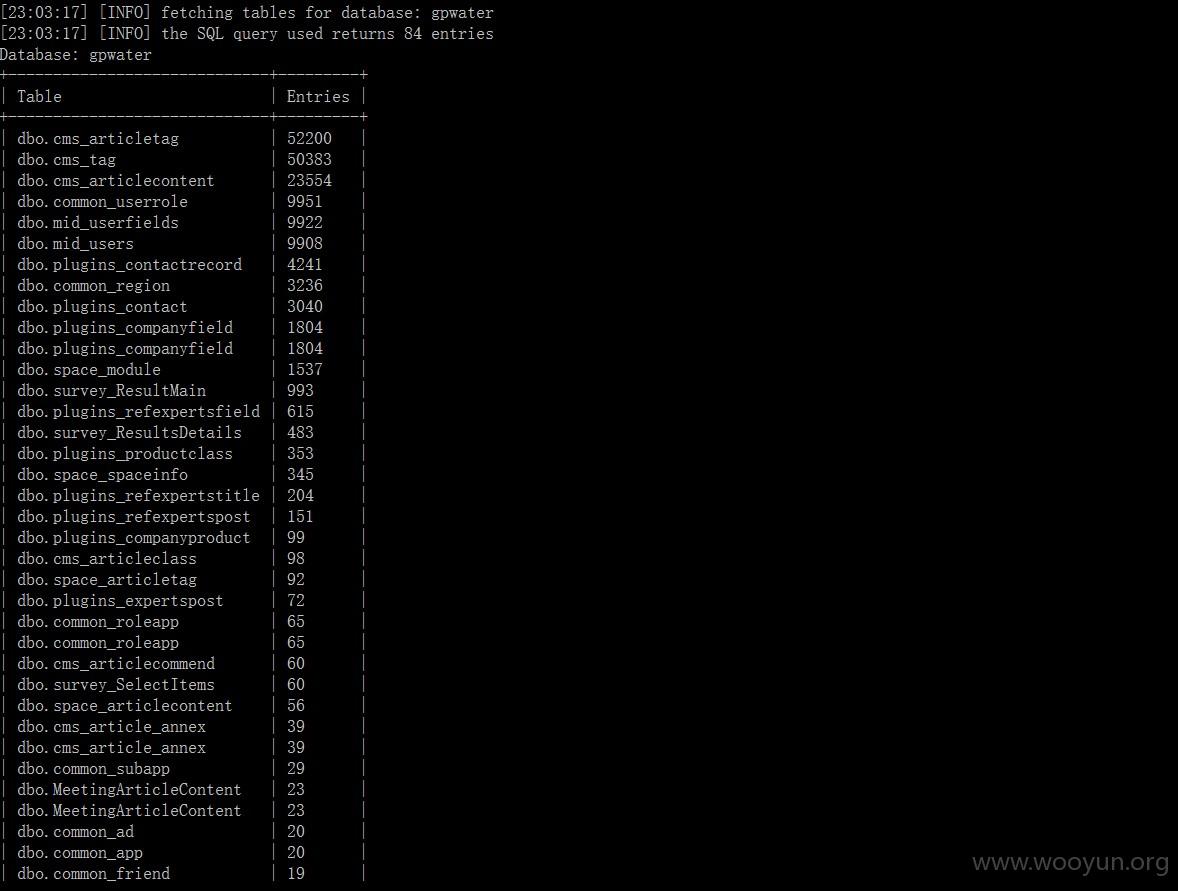 [23:03:17] [INFO] fetching tables for database: gpwater
[23:03:17] [INFO] the SQL query used returns 84 entries
Database: gpwater
+-----------------------------+---------+
| Table | Entries |
+-----------------------------+---------+
| dbo.cms_articletag | 52200 |
| dbo.cms_tag | 50383 |
| dbo.cms_articlecontent | 23554 |
| dbo.common_userrole | 9951 |
| dbo.mid_userfields | 9922 |
| dbo.mid_users | 9908 |
| dbo.plugins_contactrecord | 4241 |
| dbo.common_region | 3236 |
| dbo.plugins_contact | 3040 |
| dbo.plugins_companyfield | 1804 |
| dbo.plugins_companyfield | 1804 |
| dbo.space_module | 1537 |
| dbo.survey_ResultMain | 993 |
| dbo.plugins_refexpertsfield | 615 |
| dbo.survey_ResultsDetails | 483 |
| dbo.plugins_productclass | 353 |
| dbo.space_spaceinfo | 345 |
| dbo.plugins_refexpertstitle | 204 |
| dbo.plugins_refexpertspost | 151 |
| dbo.plugins_companyproduct | 99 |
| dbo.cms_articleclass | 98 |
| dbo.space_articletag | 92 |
| dbo.plugins_expertspost | 72 |
| dbo.common_roleapp | 65 |
| dbo.common_roleapp | 65 |
| dbo.cms_articlecommend | 60 |
| dbo.survey_SelectItems | 60 |
| dbo.space_articlecontent | 56 |
| dbo.cms_article_annex | 39 |
| dbo.cms_article_annex | 39 |
| dbo.common_subapp | 29 |
| dbo.MeetingArticleContent | 23 |
| dbo.MeetingArticleContent | 23 |
| dbo.common_ad | 20 |
| dbo.common_app | 20 |
| dbo.common_friend | 19 |
www.wooyun.org